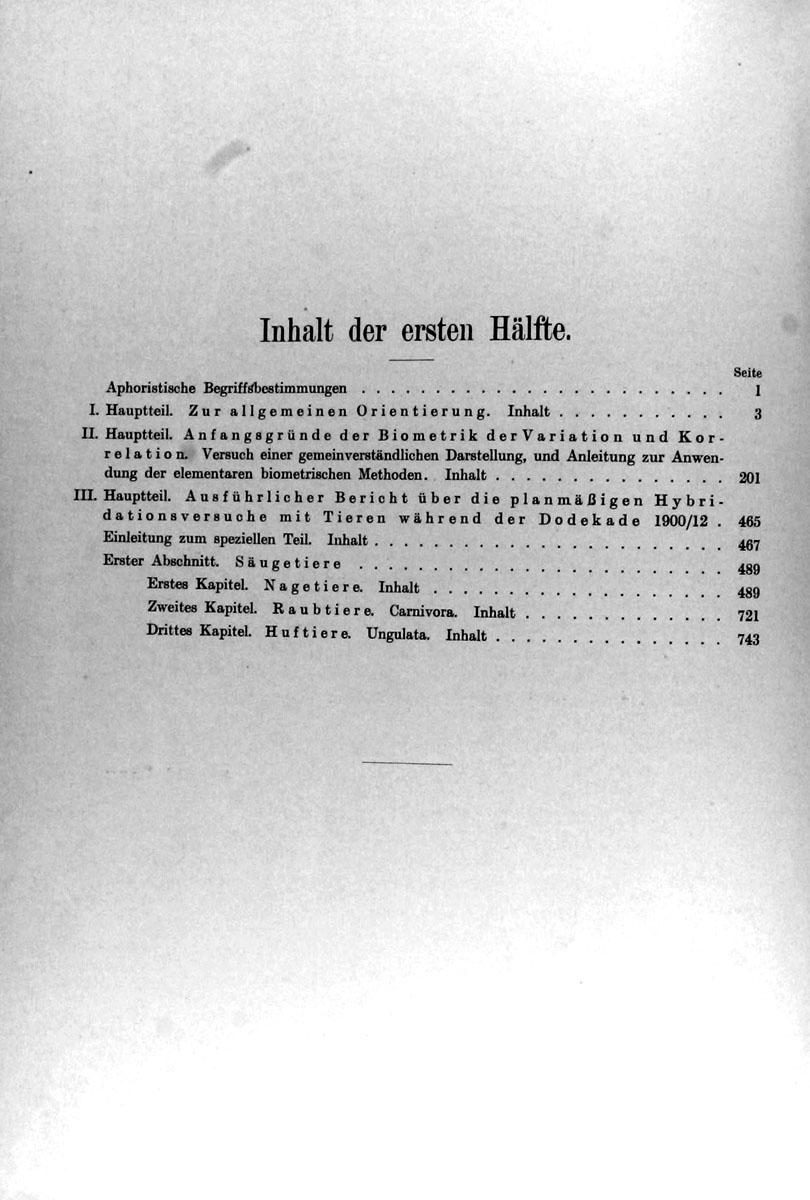 Inhalt der ersten Hälfte.
Seite
Aphoristische Begriffsbestimmungen . . . . . . . . . . . . . . . . . . . . . . . . . 1
I. Hauptteil. Zur allgemeinen Orientierung. Inhalt . . . . . . . . . . . 3
II. Hauptteil. Anfangsgründe der Biometrik der Variation und Kor-
relation. Versuch einer gemeinverständlichen Darstellung, und Anleitung zur Anwen-
dung der elementaren biometrischen Methoden. Inhalt . . . . . . . . . . . . . . . 201
III. Hauptteil. Ausführlicher Bericht über die planmäßigen Hybri-
dationsversuche mit Tieren während der Dodekade 1900/12 . 465
Einleitung zum speziellen Teil. Inhalt . . . . . . . . . . . . . . . . . . . . . . . 467
Erster Abschnitt. Säugetiere . . . . . . . . . . . . . . . . . . . . . . . . . 489
Erstes Kapitel. Nagetiere. Inhalt . . . . . . . . . . . . . . . . . . . 489
Zweites Kapitel. Raubtiere. Carnivora. Inhalt . . . . . . . . . . . . . 721
Drittes Kapitel. Huftiere. Ungulata. Inhalt . . . . . . . . . . . . . . . 743